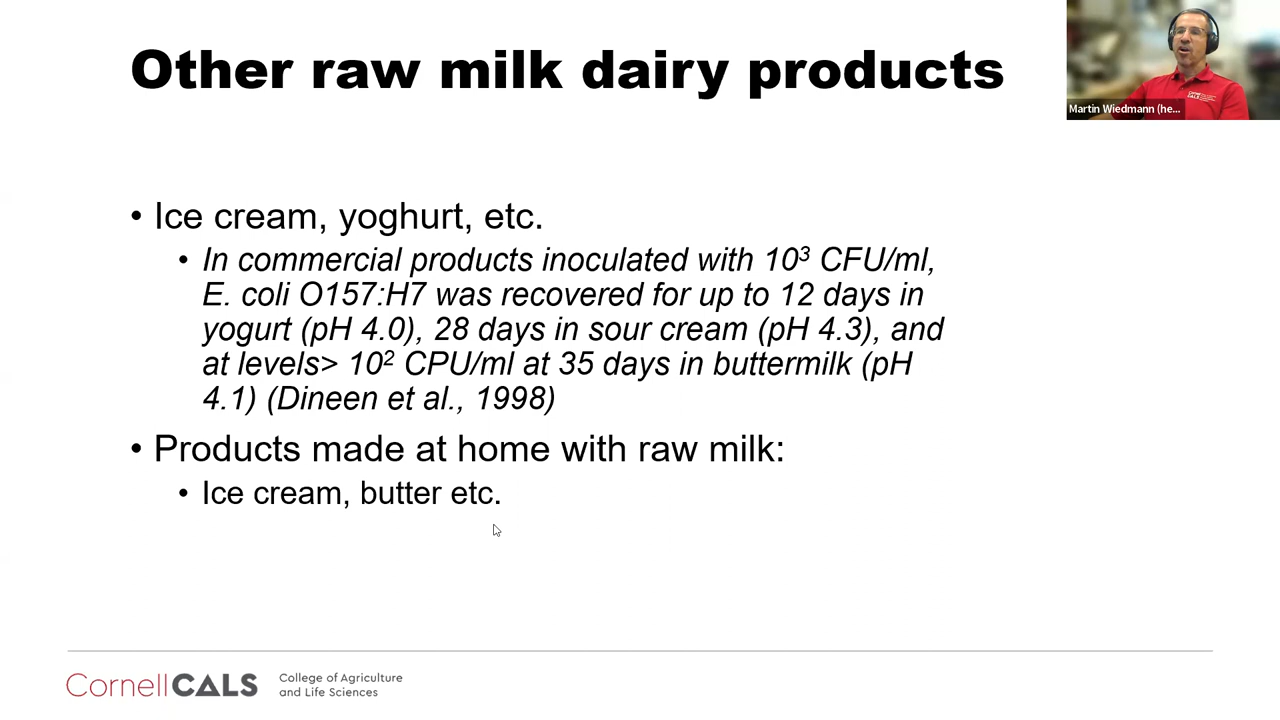 Other raw milk dairy products
Martin Wiedmann (he...
• Ice cream, yoghurt, etc.
• In commercial products inoculated with 10³ CFU/ml,
E. coli O157:H7 was recovered for up to 12 days in
yogurt (pH 4.0), 28 days in sour cream (pH 4.3), and
at levels> 10² CPU/ml at 35 days in buttermilk (pH
4.1) (Dineen et al., 1998)
• Products made at home with raw milk:
• Ice cream, butter etc.
CornellCALS
College of Agriculture
and Life Sciences